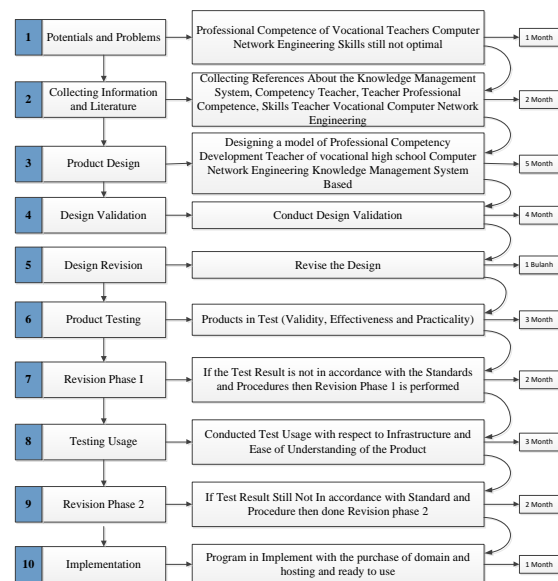 1
Potentials and Problems
Professional Competence of Vocational Teachers Computer
Network Engineering Skills still not optimal
1 Month
2
Collecting Information
and Literature
Collecting References About the Knowledge Management
System, Competency Teacher, Teacher Professional
Competence, Skills Teacher Vocational Computer Network
Engineering
2 Month
3
Product Design
Designing a model of Professional Competency
Development Teacher of vocational high school Computer
Network Engineering Knowledge Management System
Based
5 Month
4
Design Validation
Conduct Design Validation
4 Month
5
Design Revision
Revise the Design
1 Bulanh
6
Product Testing
Products in Test (Validity, Effectiveness and Practicality)
3 Month
7
Revision Phase I
If the Test Result is not in accordance with the Standards
and Procedures then Revision Phase 1 is performed
2 Month
8
Testing Usage
Conducted Test Usage with respect to Infrastructure and
Ease of Understanding of the Product
3 Month
9
Revision Phase 2
If Test Result Still Not In accordance with Standard and
Procedure then done Revision phase 2
2 Month
10
Implementation
Program in Implement with the purchase of domain and
hosting and ready to use
1 Month